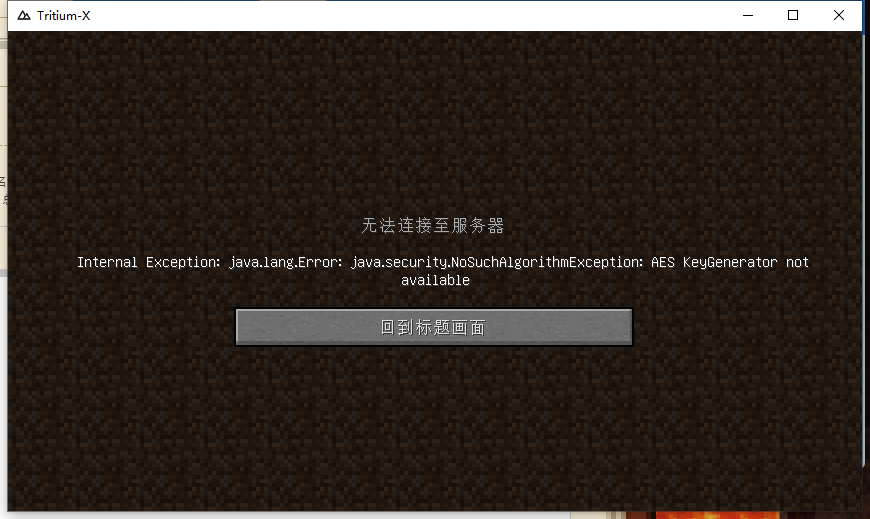 Tritium-X
无法连接至服务器
Internal Exception: java.lang.Error: java.security.NoSuchAlgorithmException: AES KeyGenerator not
available
回到标题画面